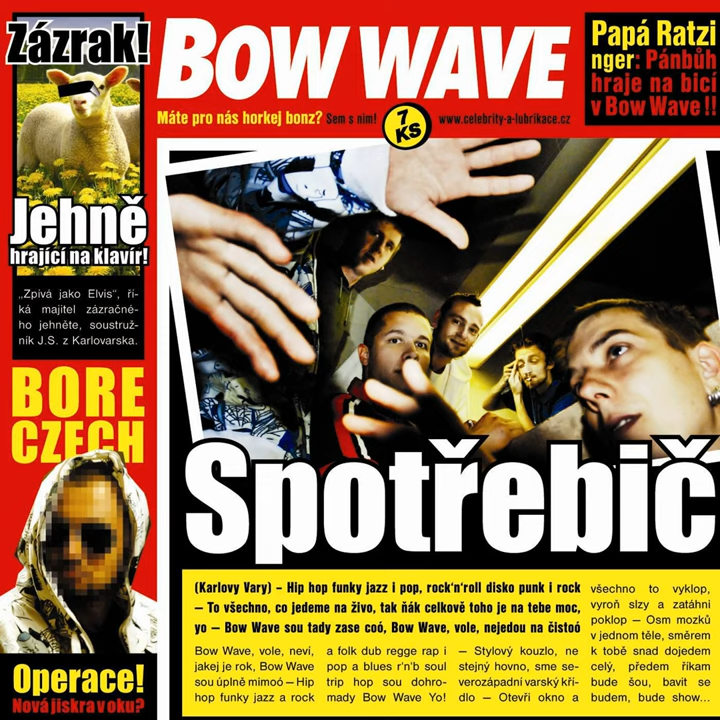 Zázrak!
BOW WAVE
Máte pro nás horkej bonz? Sem s ním!
7
KS
www.celebrity-a-lubrikace.cz
Papá Ratzi
nger: Pánbůh
hraje na bicí
v Bow Wave !!
Jehně
hrající na klavír!
„Zpívá jako Elvis“, ří-
ká majitel zázračné-
ho jehněte, soustruž-
ník J.S. z Karlovarska.
BORE
CZECH
Operace!
Nová jiskra v oku?
Spotřebič
(Karlovy Vary) – Hip hop funky jazz i pop, rock‘n‘roll disko punk i rock
– To všechno, co jedeme na živo, tak ňák celkově toho je na tebe moc,
yo – Bow Wave sou tady zase coó, Bow Wave, vole, nejedou na čistoó
Bow Wave, vole, neví,
jakej je rok, Bow Wave
sou úplně mimoó – Hip
hop funky jazz a rock
a folk dub regge rap i
pop a blues r‘n‘b soul
trip hop sou dohro-
mady Bow Wave Yo!
– Stylový kouzlo, ne
stejný hovno, sme se-
verozápadní varský kří-
dlo – Otevři okno a
všechno to vyklop,
vyroň slzy a zatáhni
poklop – Osm mozků
v jednom těle, směrem
k tobě snad dojedem
celý, předem říkam
bude šou, bavit se
budem, bude show...